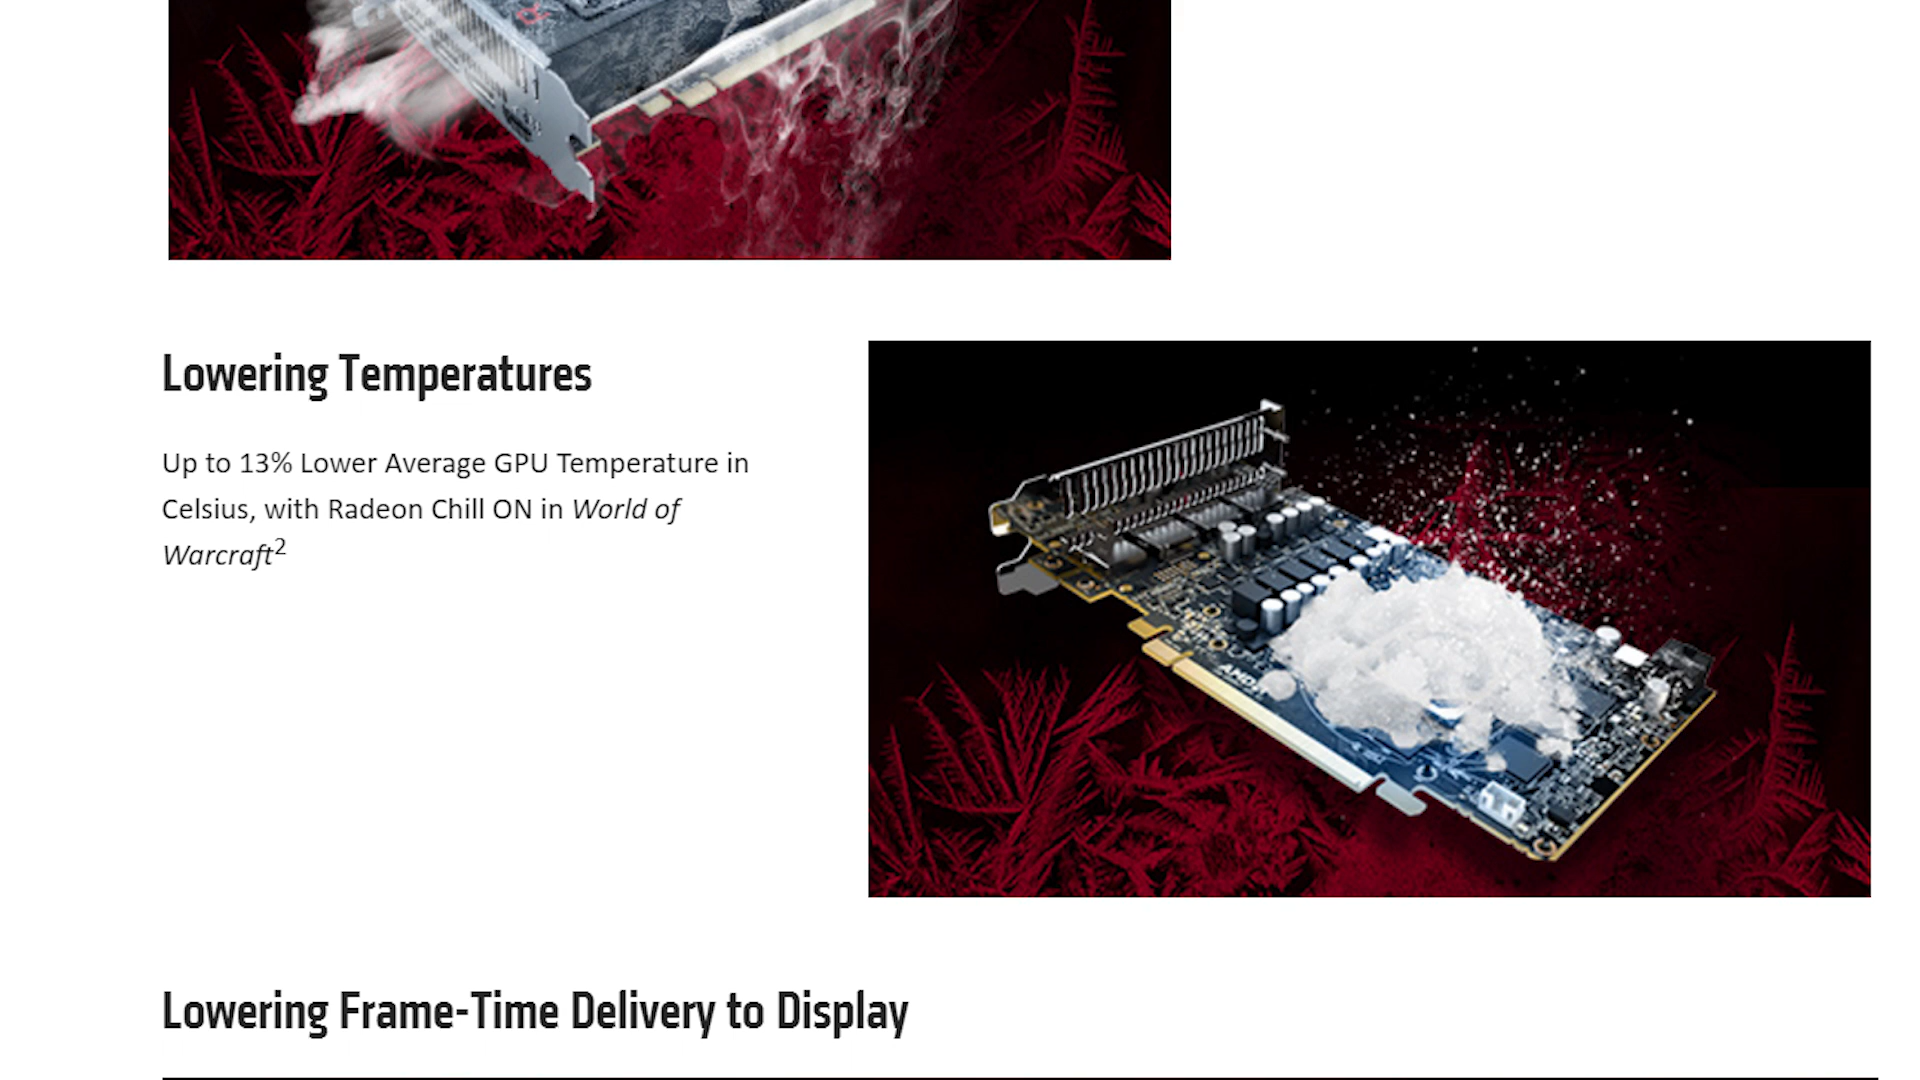 Lowering Temperatures
Up to 13% Lower Average GPU Temperature in
Celsius, with Radeon Chill ON in World of
Warcraft2
AMD
Lowering Frame-Time Delivery to Display